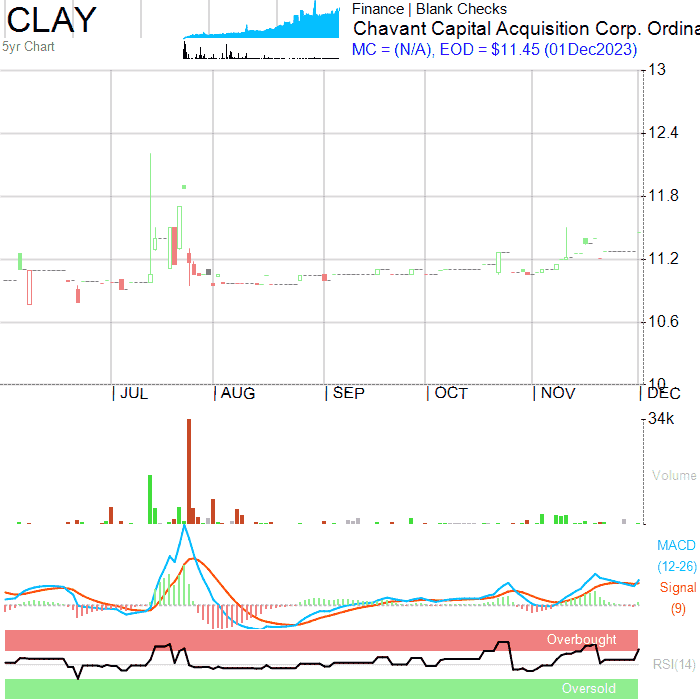 CLAY
5yr Chart
Finance | Blank Checks
Chavant Capital Acquisition Corp. Ordina
MC = (N/A), EOD = $11.45 (01Dec2023)
13
12.4
11.8
11.2
10.6
10
| JUL | AUG | SEP | OCT | NOV | DEC
34k
Volume
MACD
(12-26)
Signal
(9)
Overbought
RSI(14)
Oversold